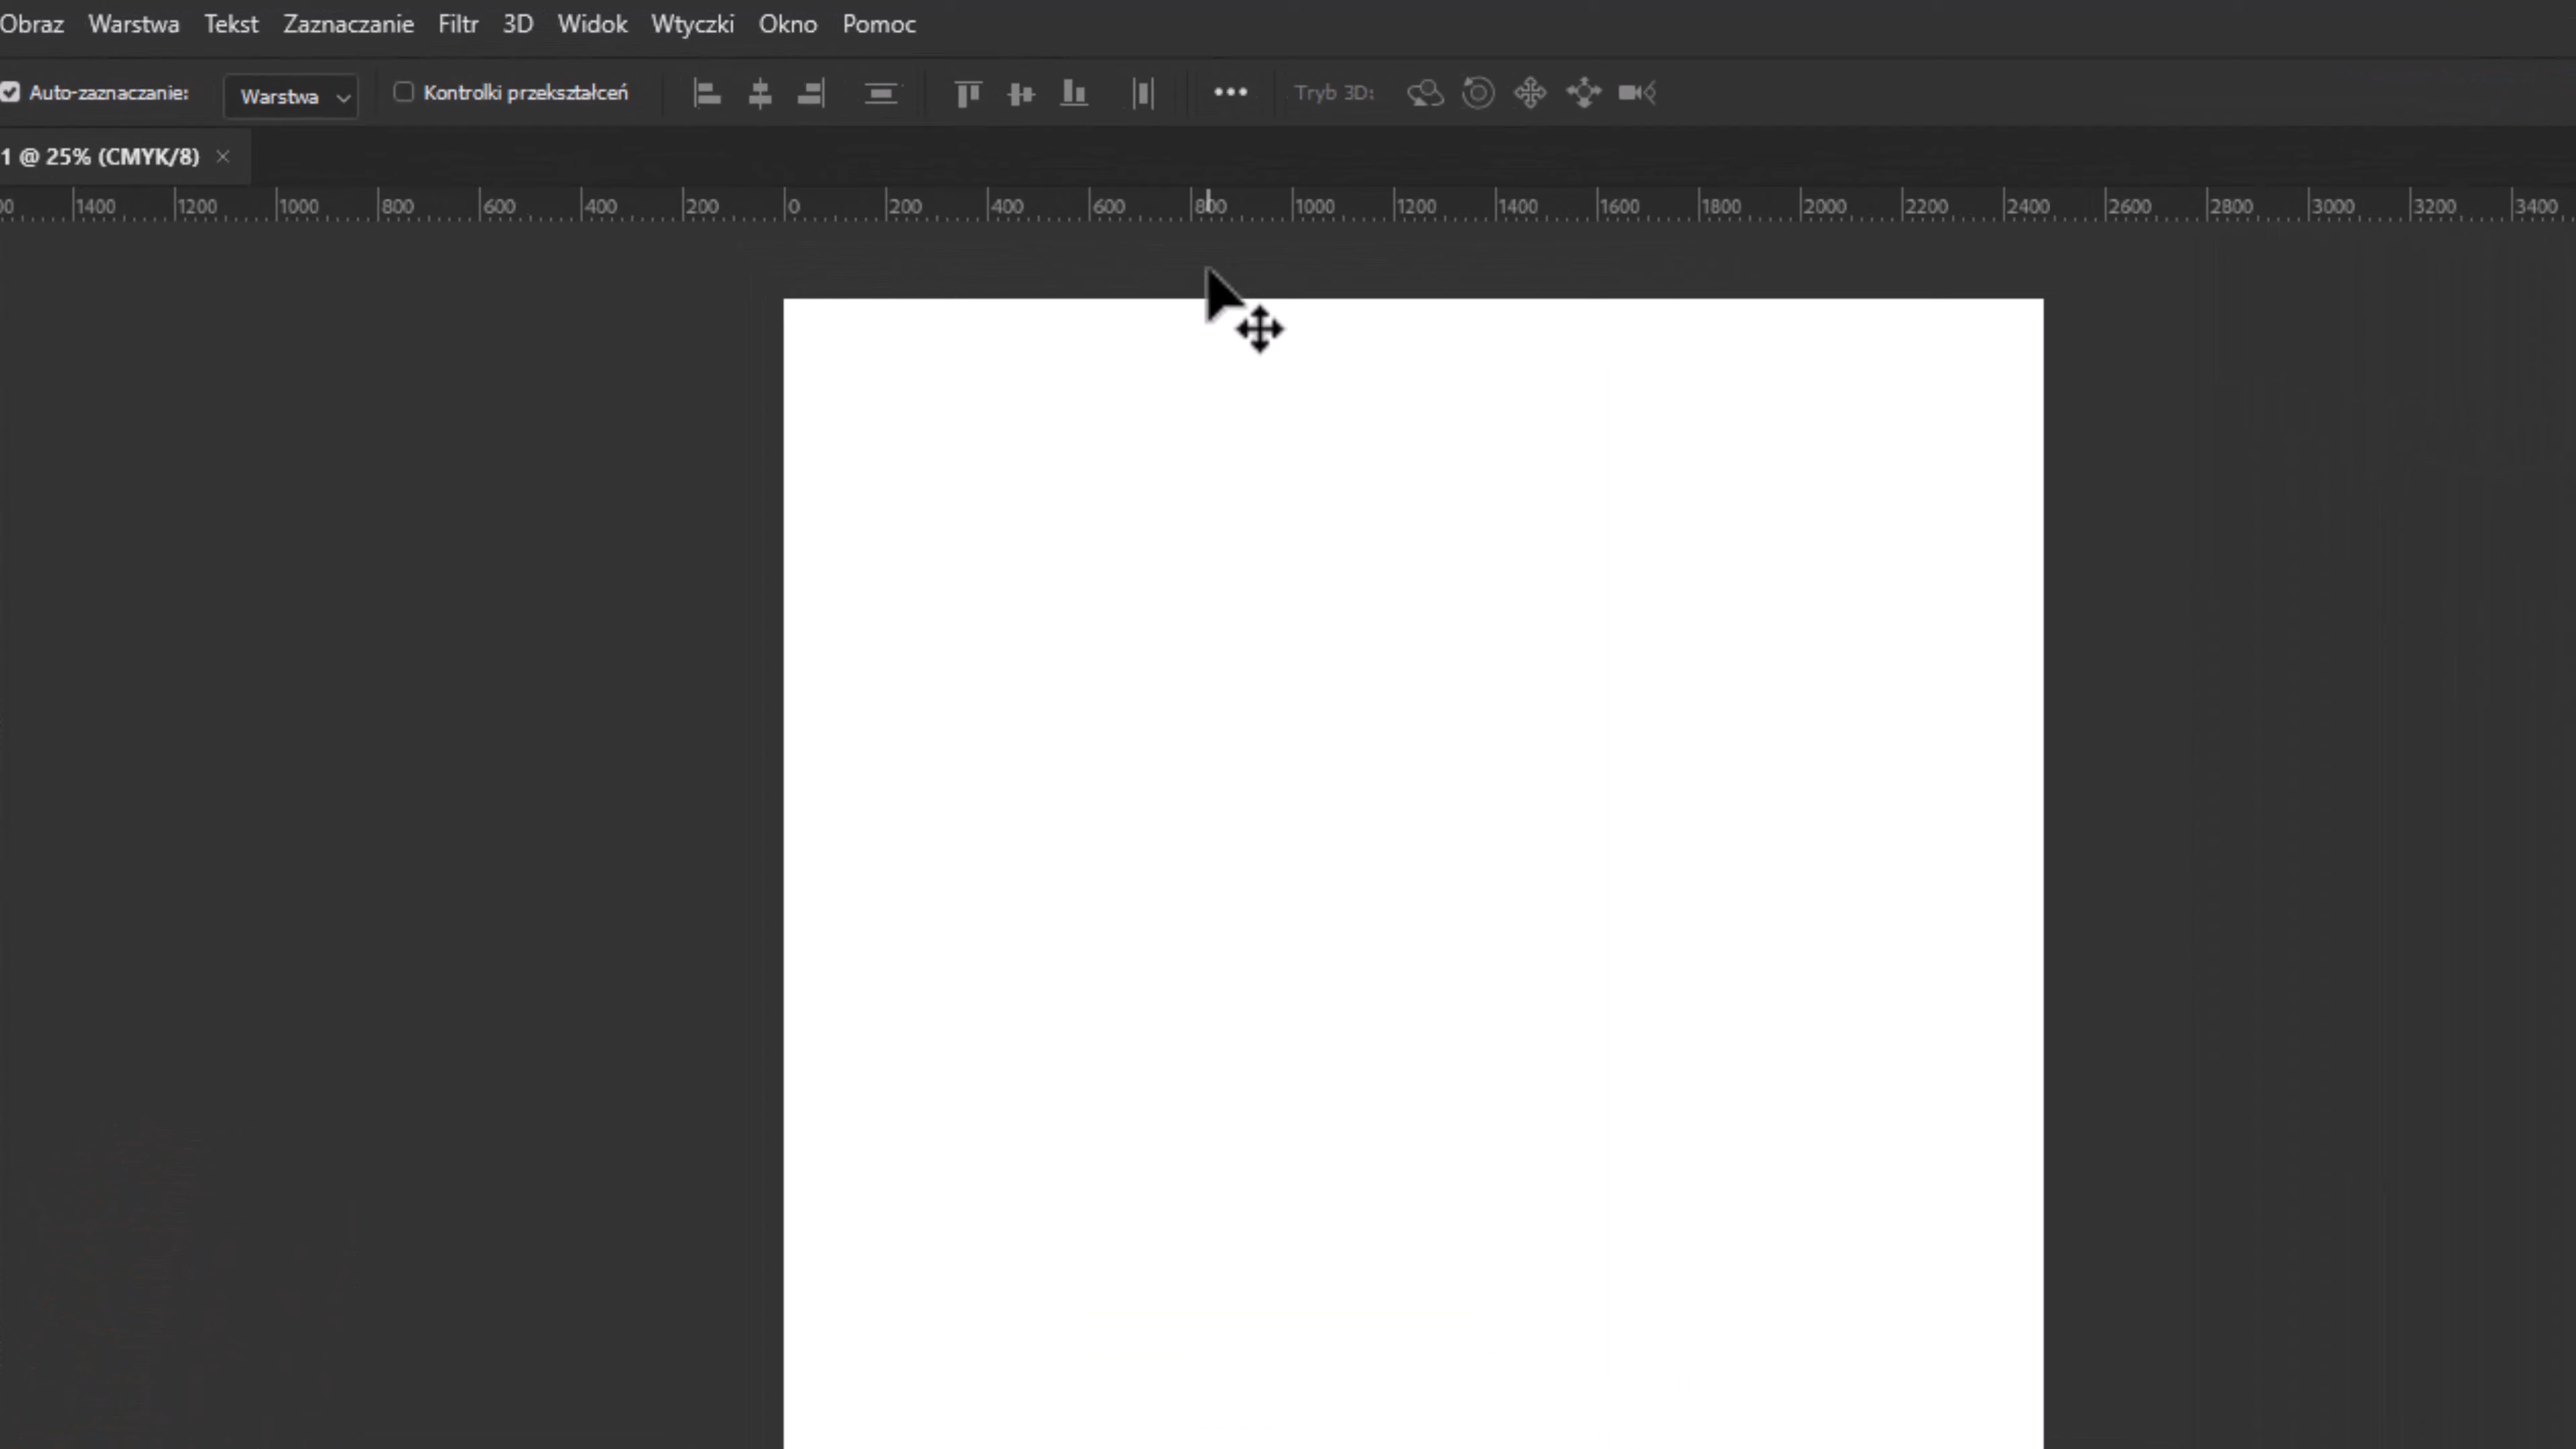 Obraz Warstwa Tekst Zaznaczanie Filtr 3D Widok Wtyczki Okno Pomoc
Auto-zaznaczanie: Warstwa Kontrolki przekształceń Tryb 3D:
1 @ 25% (CMYK/8)
00 1400 1200 1000 800 600 400 200 0 200 400 600 800 1000 1200 1400 1600 1800 2000 2200 2400 2600 2800 3000 3200 3400